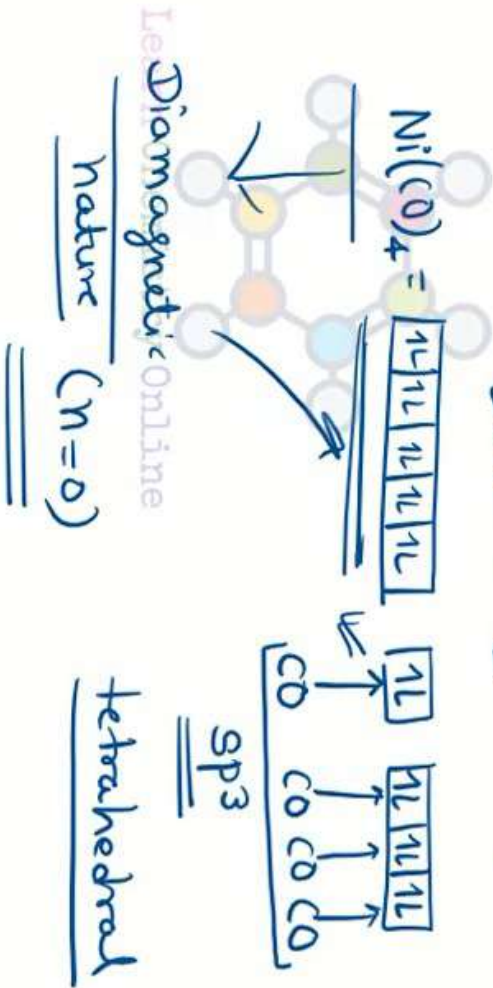 Ni(CO)4 = 1L 1L 1L 1L 1L 1L 1L 1L 1L
CO CO CO CO
sp3
Diamagnetic
nature (n=0)
tetrahedral